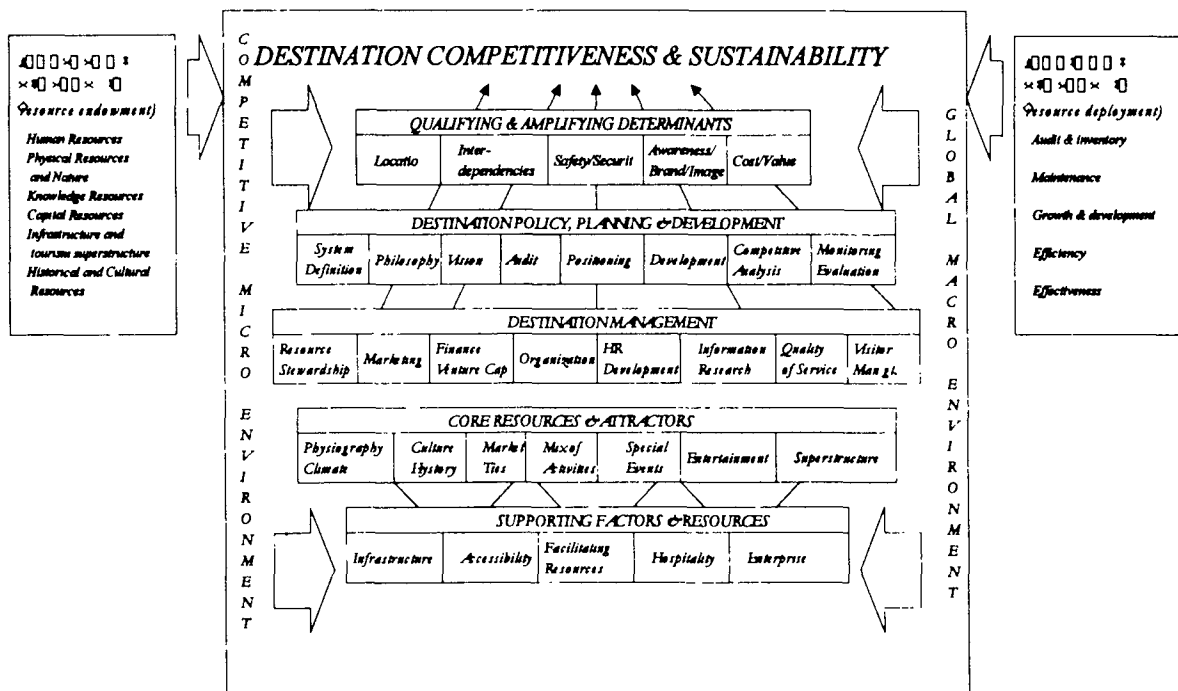 DESTINATION COMPETITIVENESS & SUSTAINABILITY
COMPETITIVE MICRO ENVIRONMENT
GLOBAL MACRO ENVIRONMENT
resource endowment)
Human Resources
Physical Resources
and Nature
Knowledge Resources
Capital Resources
Infrastructure and
tourism superstructure
Historical and Cultural
Resources
resource deployment)
Audit & inventory
Maintenance
Growth & development
Efficiency
Effectiveness
QUALIFYING & AMPLIFYING DETERMINANTS
Locatio
Inter-
dependencies
Safety/Securit
Awareness/
Brand/Image
Cost/Value
DESTINATION POLICY, PLANNING & DEVELOPMENT
System
Definition
Philosophy
Vision
Audit
Positioning
Development
Competitive
Analysis
Monitoring
Evaluation
DESTINATION MANAGEMENT
Resource
Stewardship
Marketing
Finance
Venture Cap
Organization
HR
Development
Information
Research
Quality
of Service
Visitor
Mangt.
CORE RESOURCES & ATTRACTORS
Physiography
Climate
Culture
Hystory
Market
Ties
Mix of
Activities
Special
Events
Entertainment
Superstructure
SUPPORTING FACTORS & RESOURCES
Infrastructure
Accessibility
Facilitating
Resources
Hospitality
Enterprise